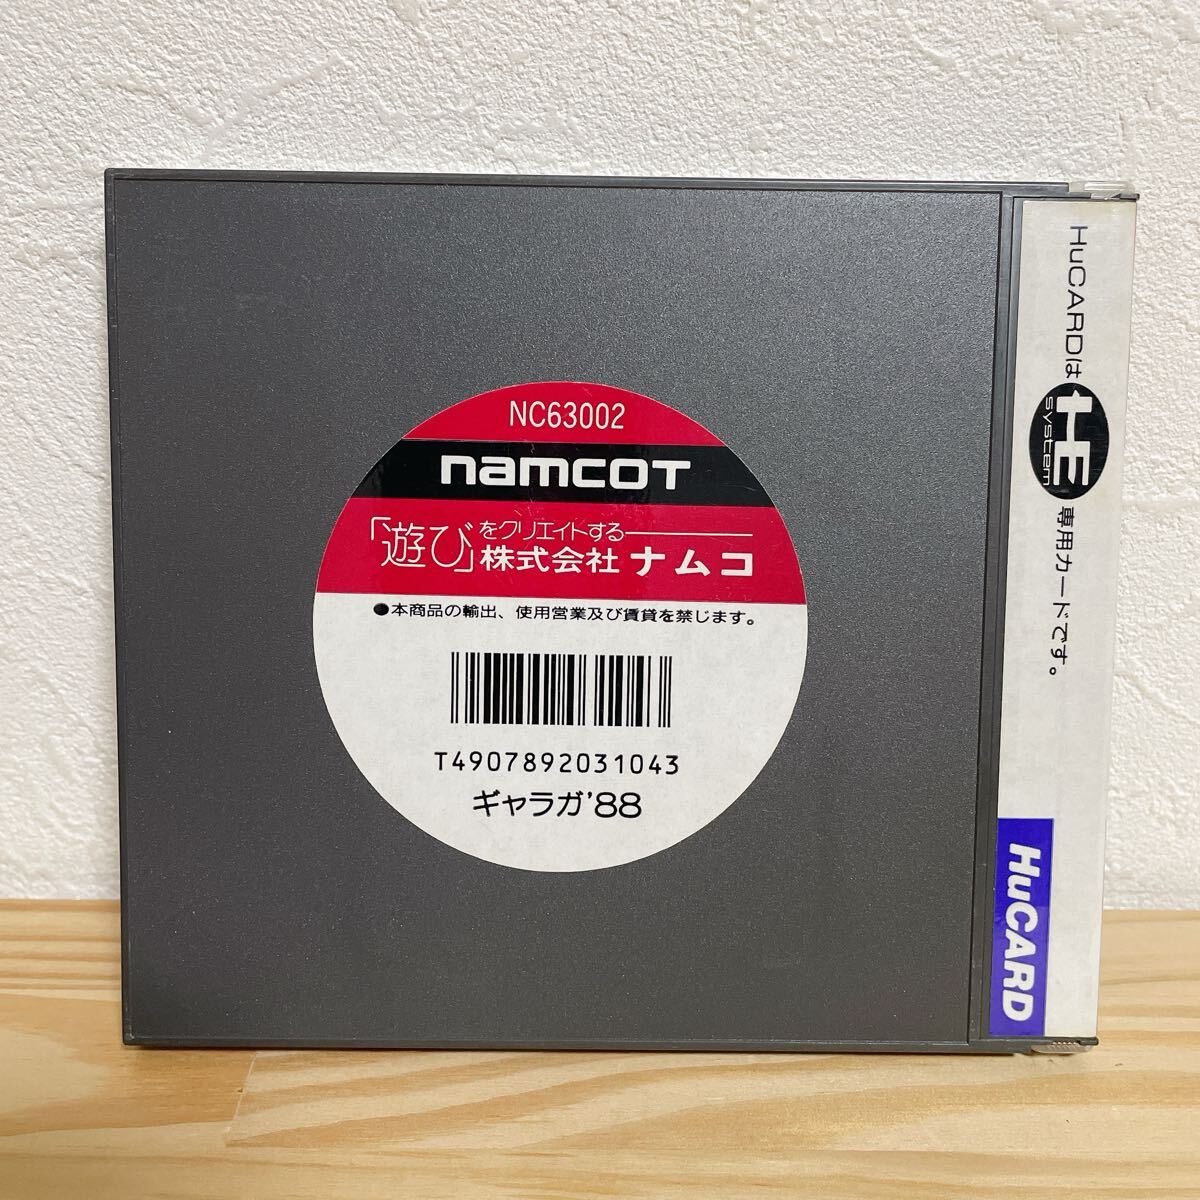 NC63002
namcot
「遊び」をクリエイトする
株式会社ナムコ
●本商品の輸出、使用営業及び賃貸を禁じます。
T4907892031043
ギャラガ'88
HuCARDは HE system 専用カードです。
HuCARD